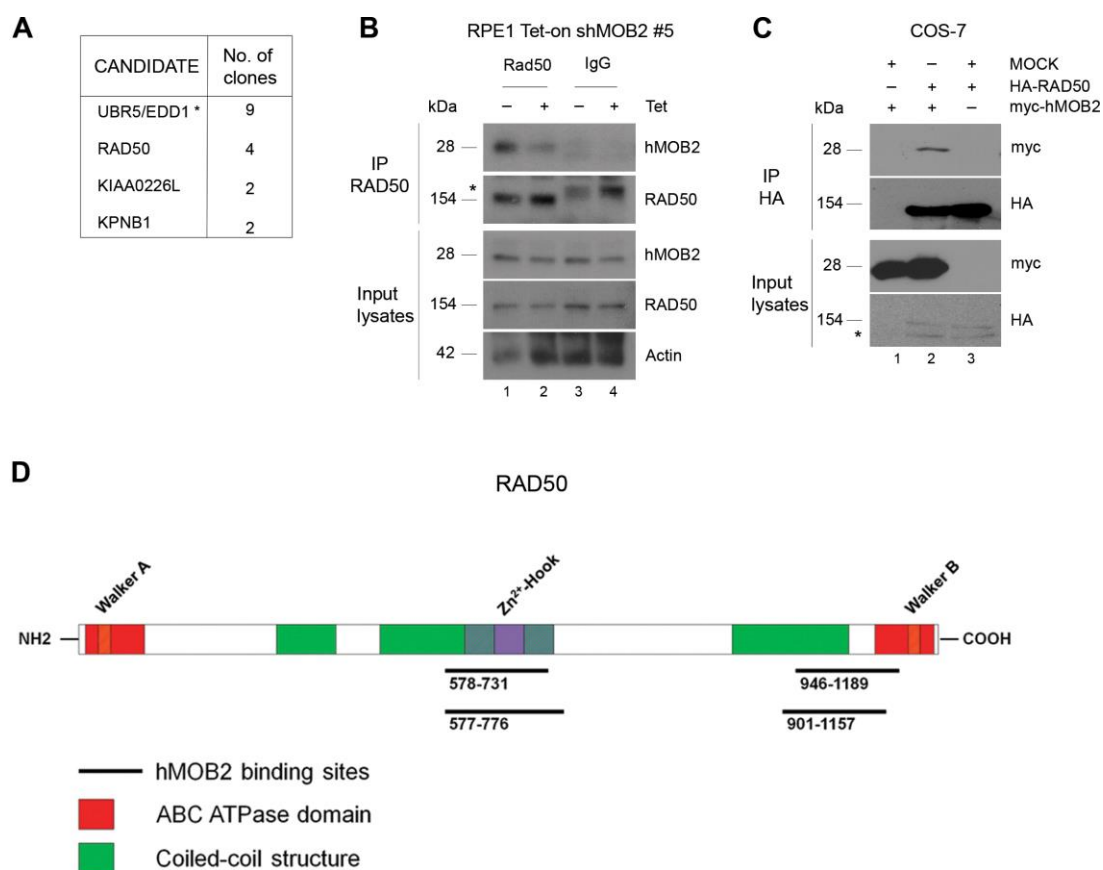 A
CANDIDATE No. of clones
UBR5/EDD1 * 9
RAD50 4
KIAA0226L 2
KPNB1 2
B
RPE1 Tet-on shMOB2 #5
Rad50 IgG
kDa – + – + Tet
IP RAD50
28 hMOB2
* 154 RAD50
Input lysates
28 hMOB2
154 RAD50
42 Actin
1 2 3 4
C
COS-7
+ – + MOCK
– + + HA-RAD50
kDa + + – myc-hMOB2
IP HA
28 myc
154 HA
Input lysates
28 myc
154 HA
*
1 2 3
D
RAD50
Walker A Zn2+-Hook Walker B
NH2 COOH
578-731 946-1189
577-776 901-1157
hMOB2 binding sites
ABC ATPase domain
Coiled-coil structure